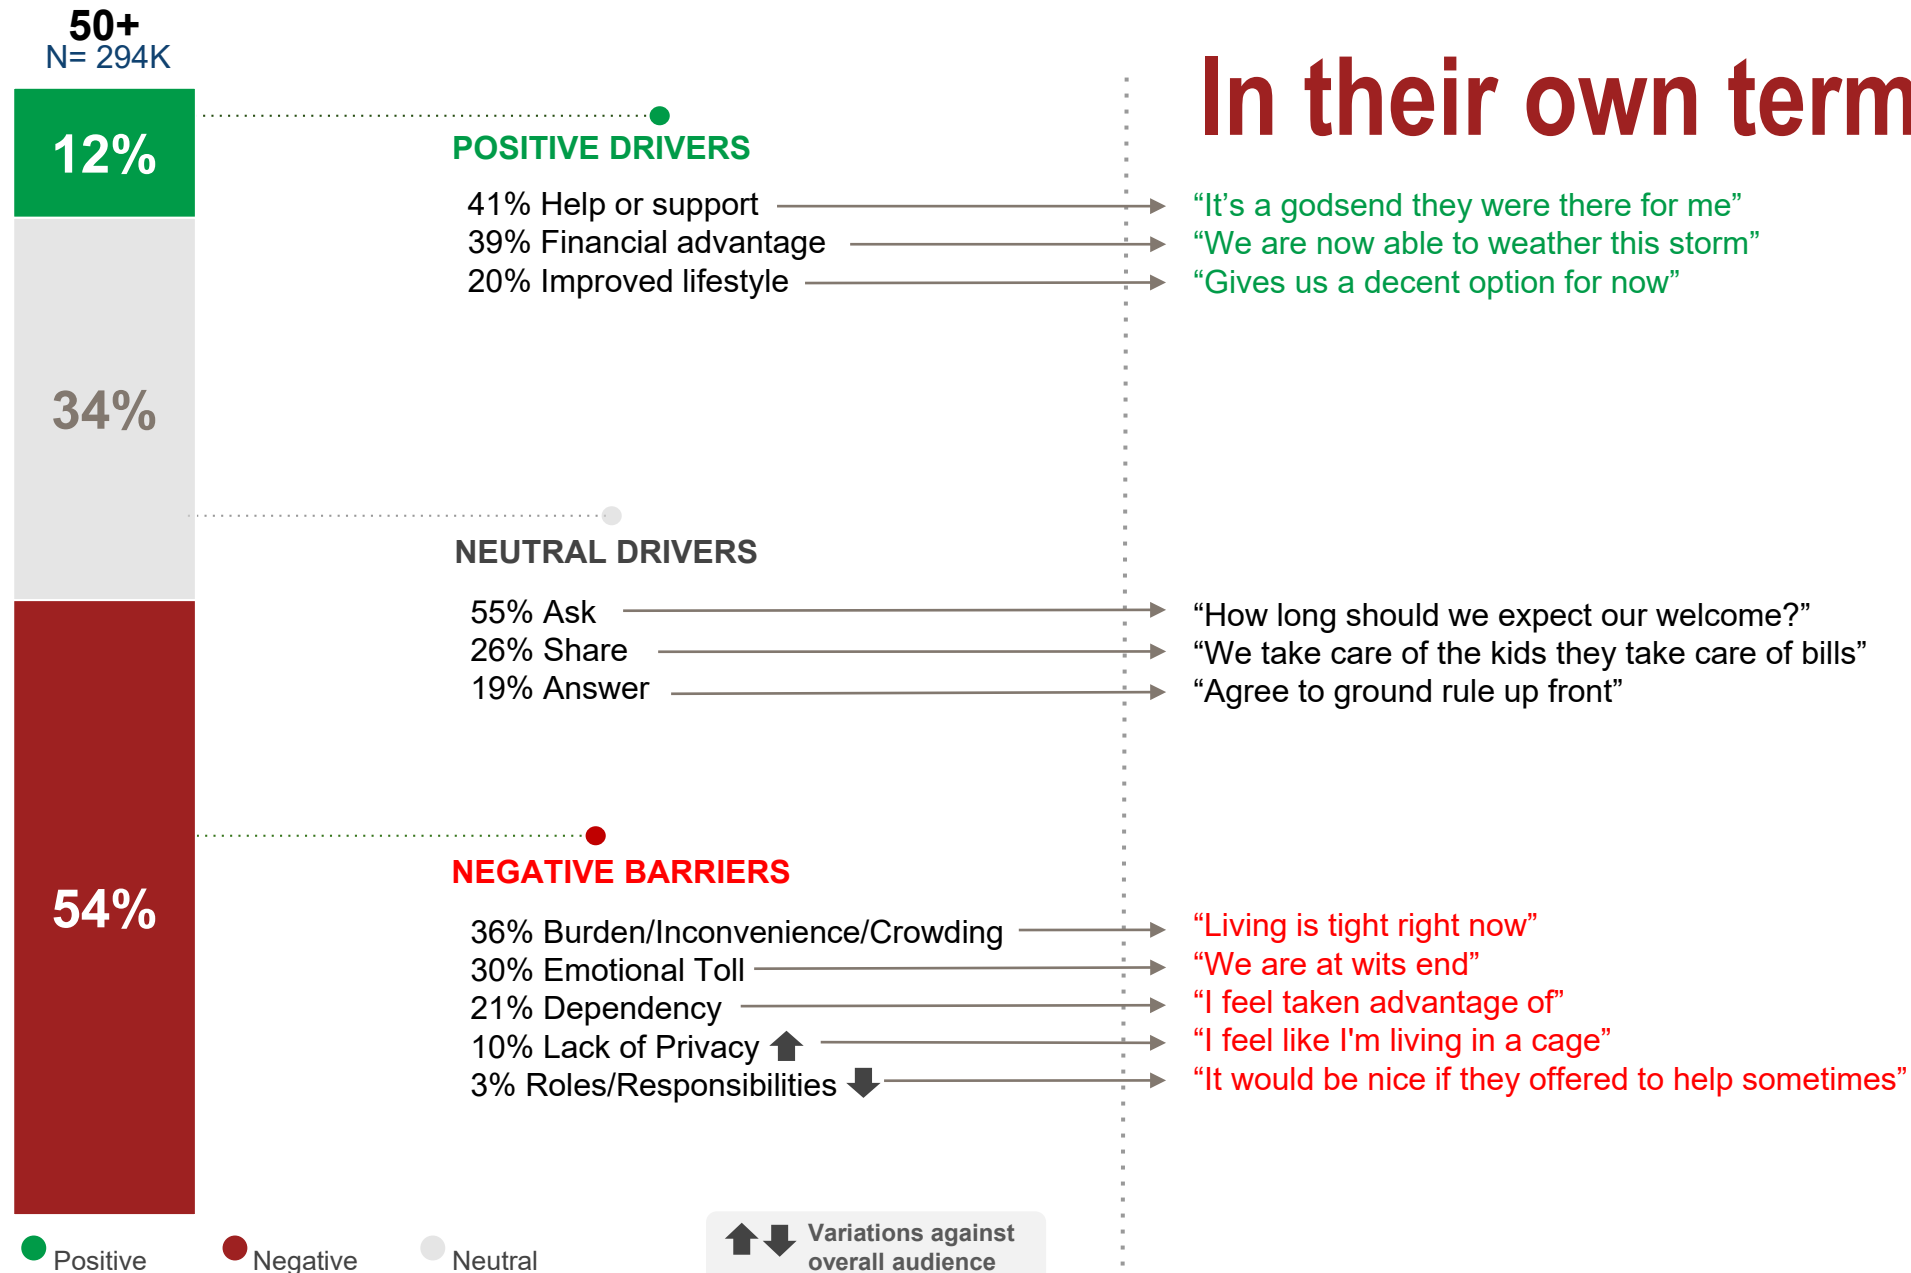 50+
N= 294K
In their own term
12%
POSITIVE DRIVERS
41% Help or support
“It’s a godsend they were there for me”
39% Financial advantage
“We are now able to weather this storm”
20% Improved lifestyle
“Gives us a decent option for now”
34%
NEUTRAL DRIVERS
55% Ask
“How long should we expect our welcome?”
26% Share
“We take care of the kids they take care of bills”
19% Answer
“Agree to ground rule up front”
54%
NEGATIVE BARRIERS
36% Burden/Inconvenience/Crowding
“Living is tight right now”
30% Emotional Toll
“We are at wits end”
21% Dependency
“I feel taken advantage of”
10% Lack of Privacy
“I feel like I'm living in a cage”
3% Roles/Responsibilities
“It would be nice if they offered to help sometimes”
Positive
Negative
Neutral
Variations against
overall audience